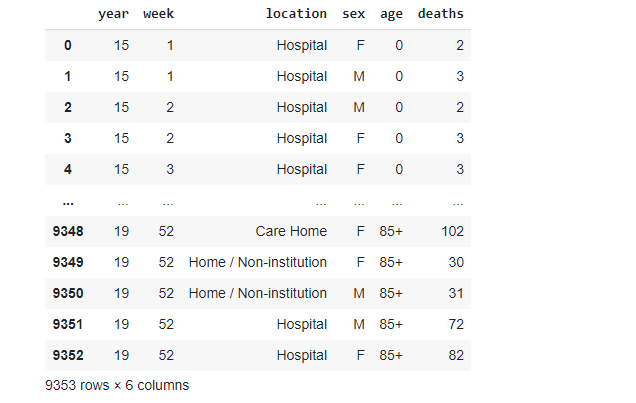 year week location sex age deaths
0 15 1 Hospital F 0 2
1 15 1 Hospital M 0 3
2 15 2 Hospital M 0 2
3 15 2 Hospital F 0 3
4 15 3 Hospital F 0 3
... ... ... ... ... ... ...
9348 19 52 Care Home F 85+ 102
9349 19 52 Home / Non-institution F 85+ 30
9350 19 52 Home / Non-institution M 85+ 31
9351 19 52 Hospital M 85+ 72
9352 19 52 Hospital F 85+ 82
9353 rows × 6 columns